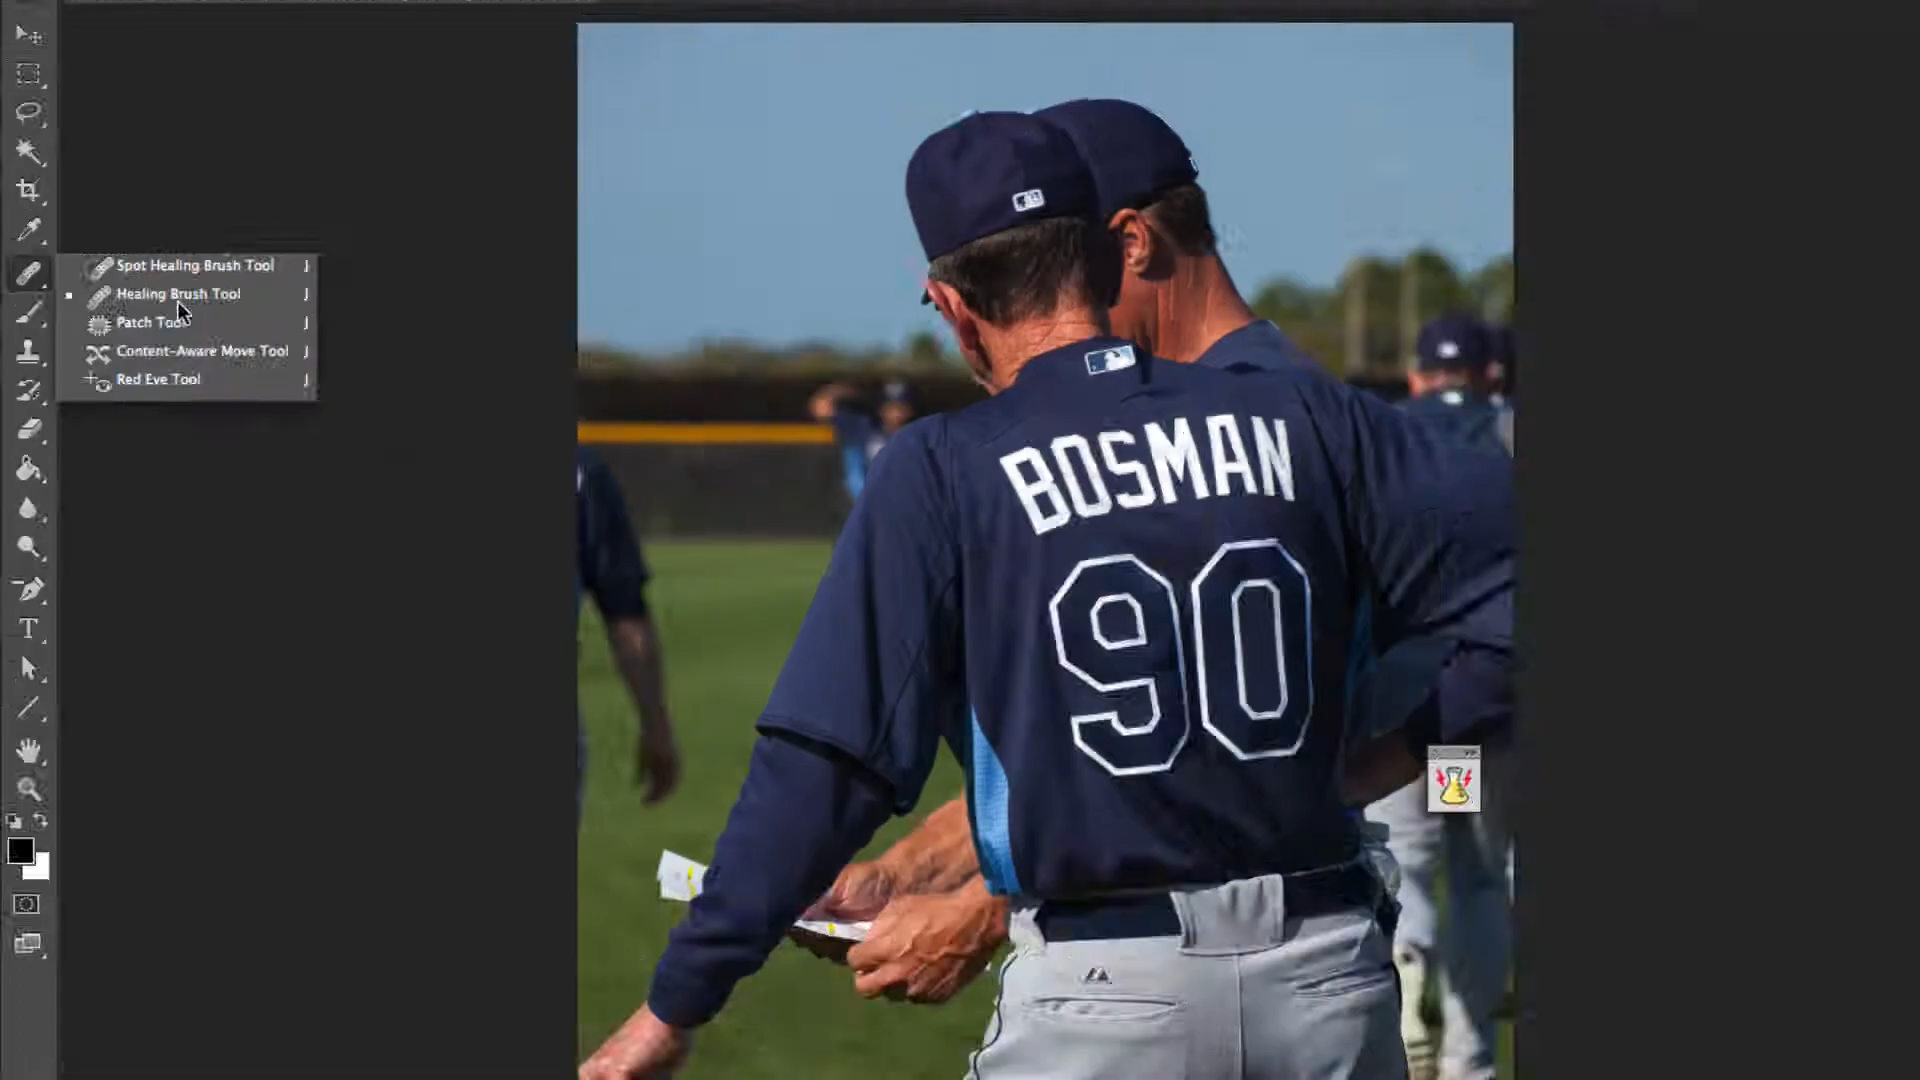 Spot Healing Brush Tool J
Healing Brush Tool J
Patch Tool J
Content-Aware Move Tool J
Red Eye Tool J
T
BOSMAN
90